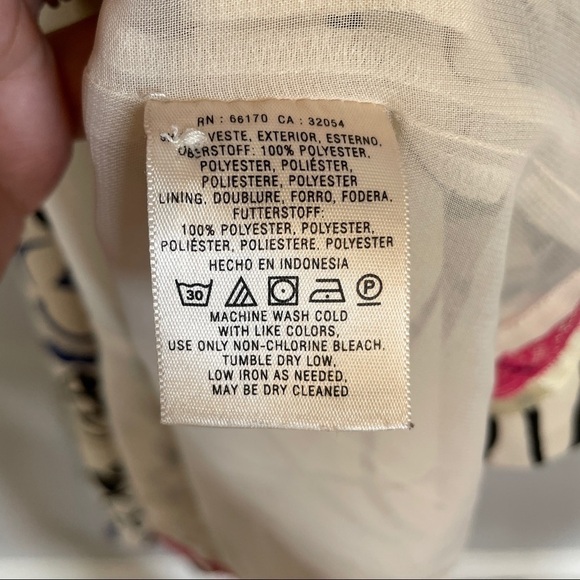 RN : 66170 CA : 32054
VESTE, EXTERIOR, ESTERNO,
OBERSTOFF: 100% POLYESTER,
POLYESTER, POLIÉSTER,
POLIESTERE, POLYESTER
LINING, DOUBLURE, FORRO, FODERA.
FUTTERSTOFF:
100% POLYESTER, POLYESTER,
POLIÉSTER, POLIESTERE. POLYESTER
HECHO EN INDONESIA
30 P
MACHINE WASH COLD
WITH LIKE COLORS,
USE ONLY NON-CHLORINE BLEACH.
TUMBLE DRY LOW,
LOW IRON AS NEEDED,
MAY BE DRY CLEANED